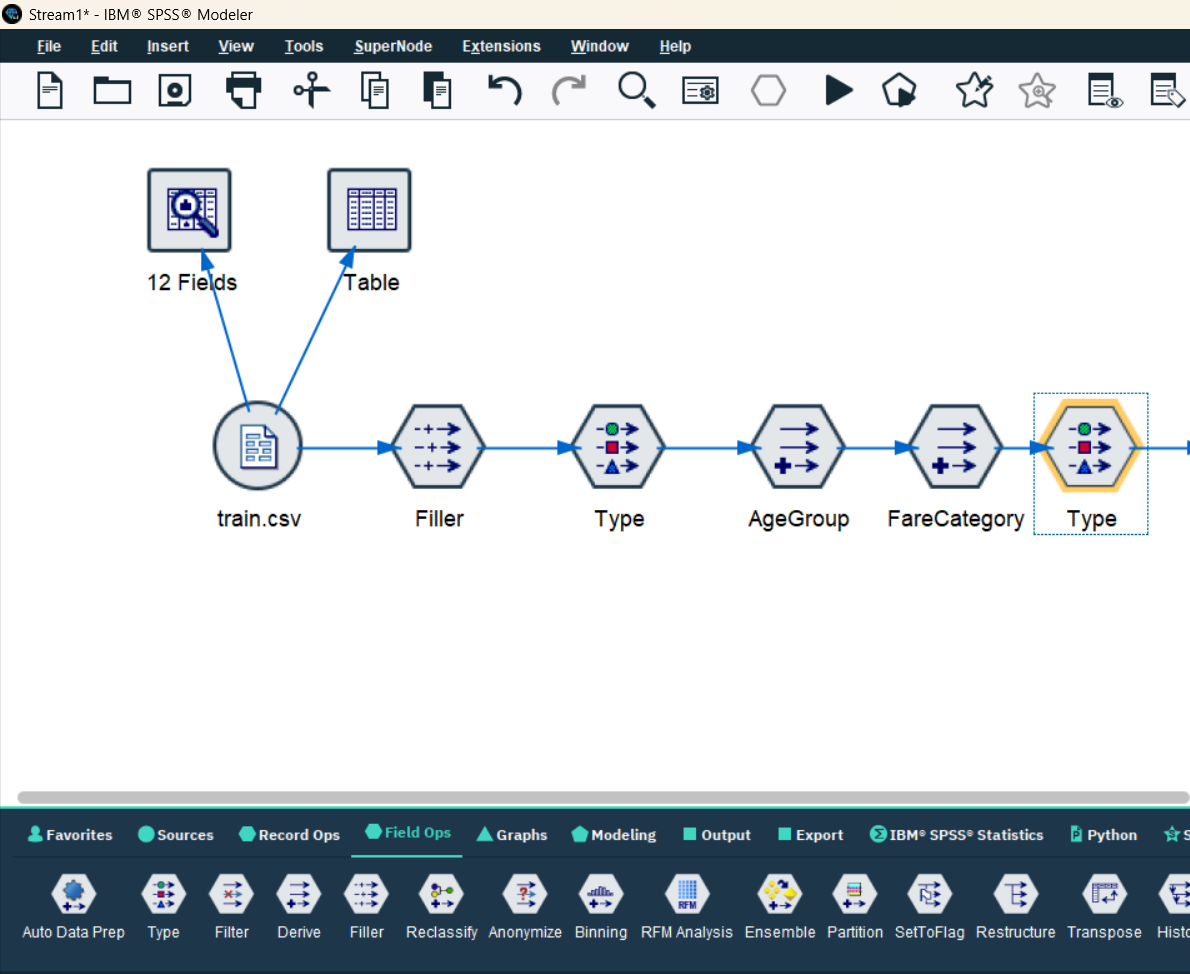 Stream1* - IBM® SPSS® Modeler
File Edit Insert View Tools SuperNode Extensions Window Help
12 Fields Table
train.csv Filler Type AgeGroup FareCategory Type
Favorites Sources Record Ops Field Ops Graphs Modeling Output Export IBM® SPSS® Statistics Python S
RFM
Auto Data Prep Type Filter Derive Filler Reclassify Anonymize Binning RFM Analysis Ensemble Partition SetToFlag Restructure Transpose Histo